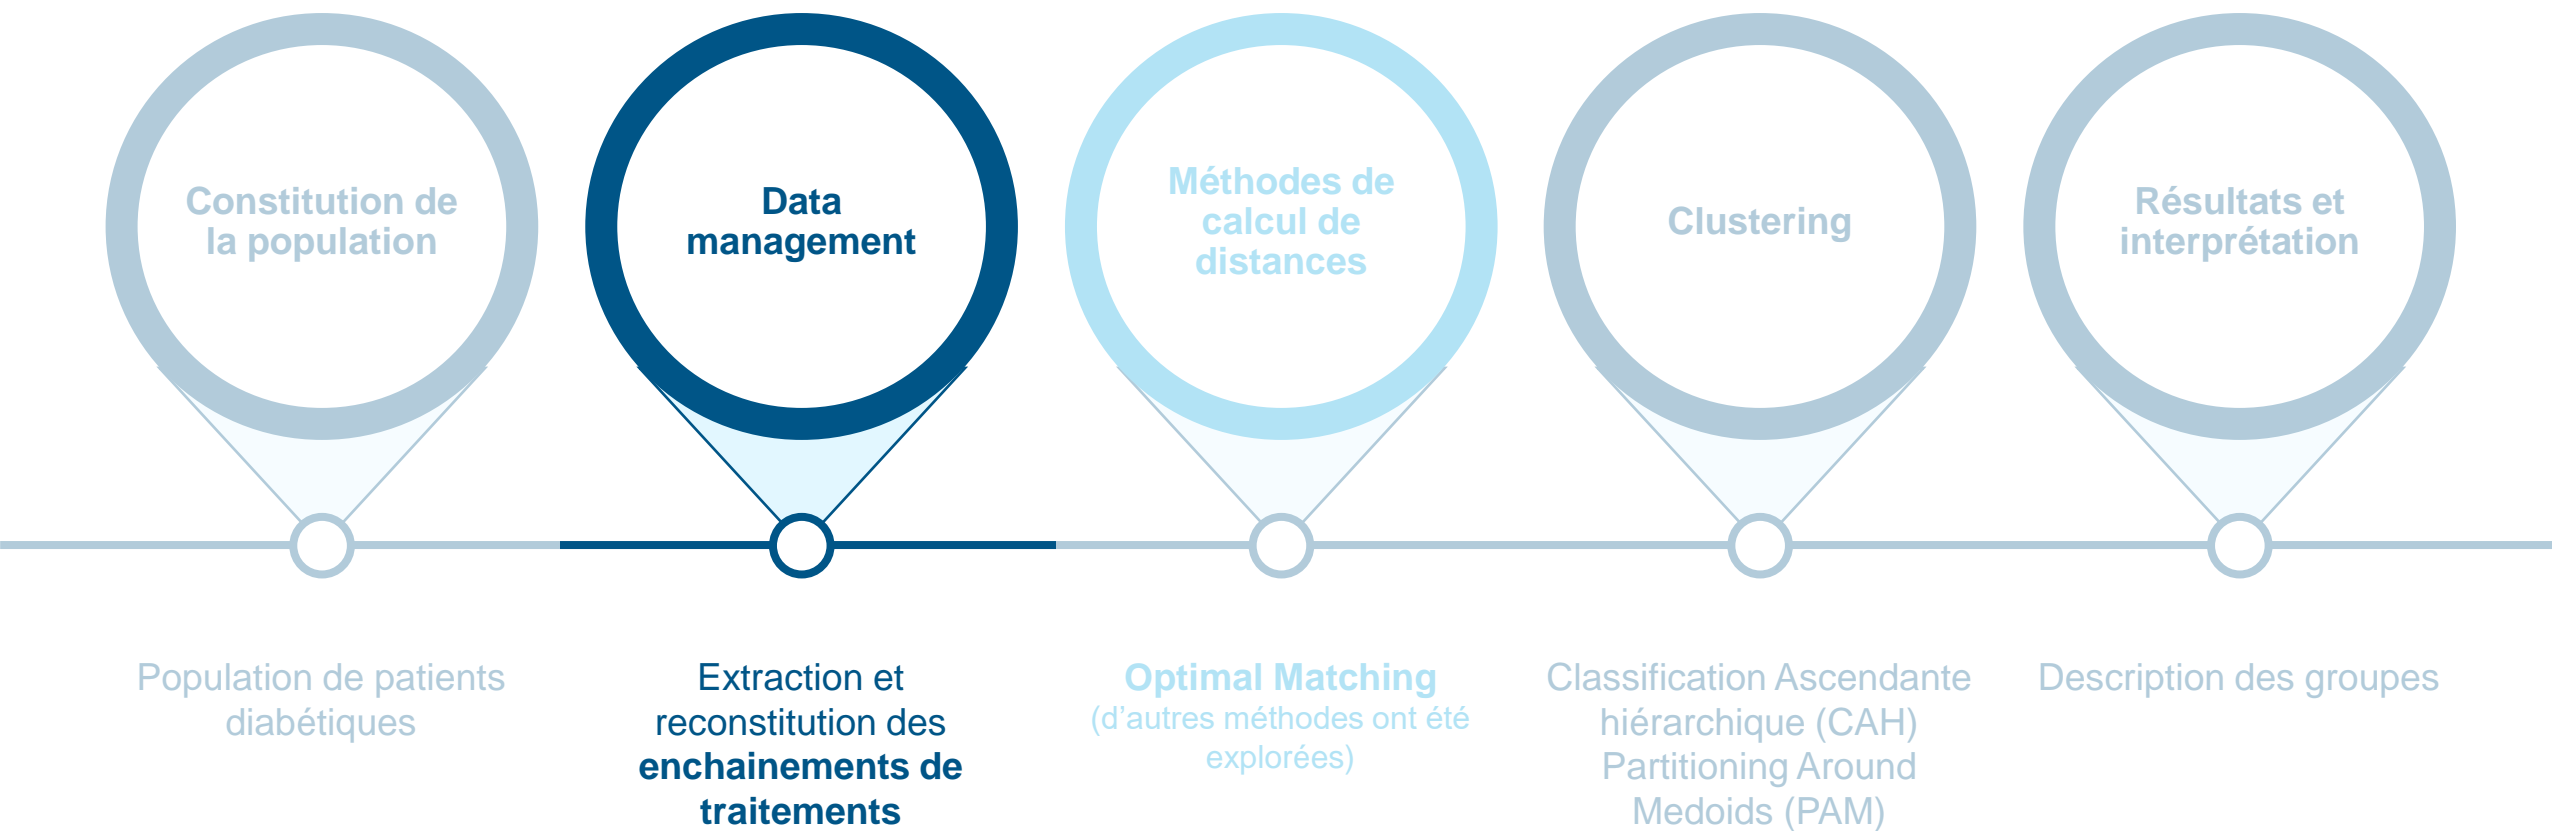 Constitution de
la population
Data
management
Méthodes de
calcul de
distances
Clustering
Résultats et
interprétation
Population de patients
diabétiques
Extraction et
reconstitution des
enchainements de
traitements
Optimal Matching
(d’autres méthodes ont été
explorées)
Classification Ascendante
hiérarchique (CAH)
Partitioning Around
Medoids (PAM)
Description des groupes